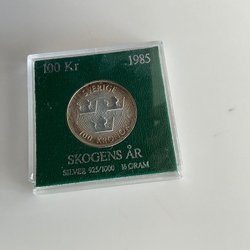 100 Kr 1985
SVERIGE
100 KRONOR
SKOGENS ÅR
SILVER 925/1000 16 GRAM